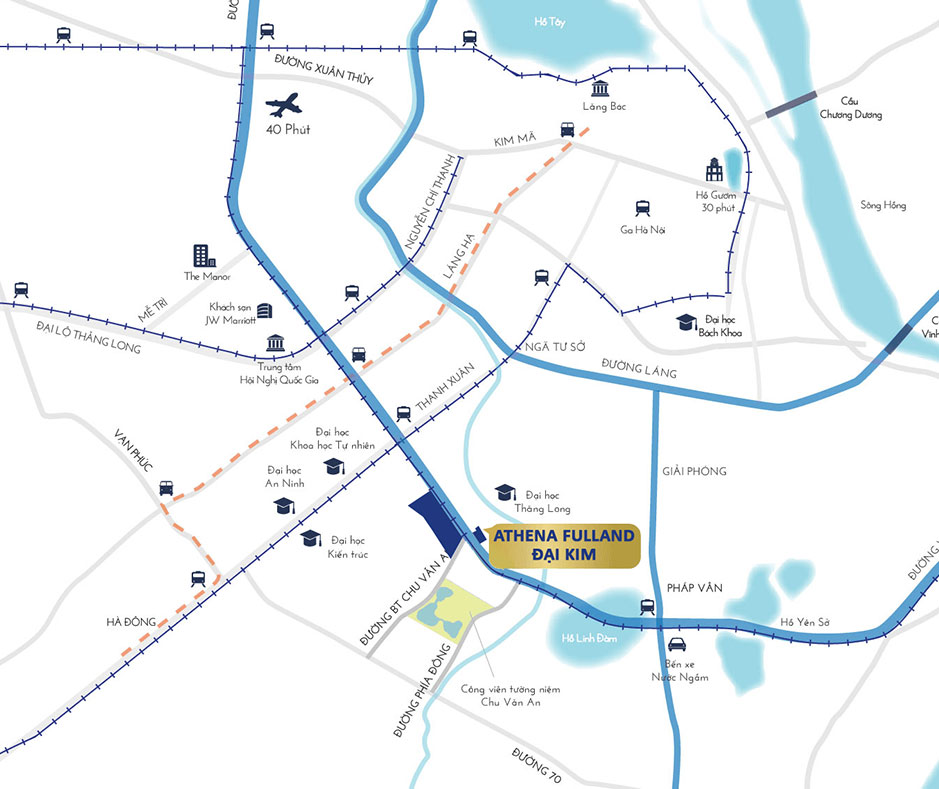 ĐƯỜ
Hồ Tây
ĐƯỜNG XUÂN THỦY
Lăng Bác
Cầu
Chương Dương
40 Phút
KIM MÃ
NGUYỄN CHÍ THANH
Hồ Gươm
30 phút
Sông Hồng
Ga Hà Nội
LÁNG HẠ
The Manor
MỄ TRÌ
Khách sạn
JW Marriott
ĐẠI LỘ THĂNG LONG
Trung tâm
Hội Nghị Quốc Gia
Đại học
Bách Khoa
Vĩnh
NGÃ TƯ SỞ
ĐƯỜNG LÁNG
THANH XUÂN
VẠN PHÚC
Đại học
Khoa học Tự nhiên
Đại học
An Ninh
GIẢI PHÓNG
Đại học
Thăng Long
Đại học
Kiến trúc
ATHENA FULLAND
ĐẠI KIM
ĐƯỜNG BT CHU VĂN A
PHÁP VÂN
ĐƯỜNG
HÀ ĐÔNG
Hồ Linh Đàm
Hồ Yên Sở
Bến xe
Nước Ngầm
ĐƯỜNG PHÍA ĐÔNG
Công viên tưởng niệm
Chu Văn An
ĐƯỜNG 70